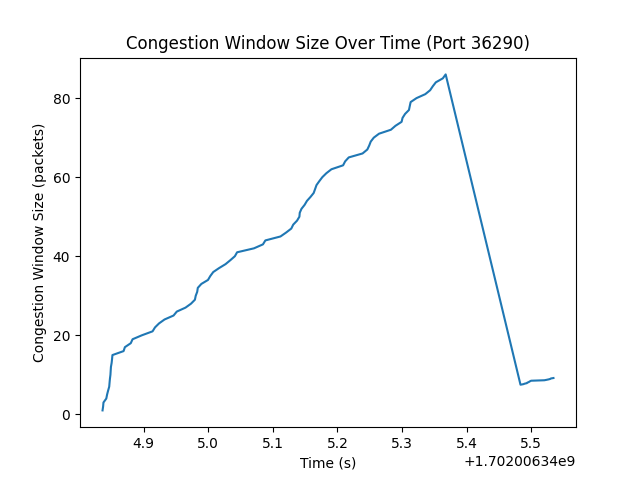 Congestion Window Size Over Time (Port 36290)
Congestion Window Size (packets)
80
60
40
20
0
4.9 5.0 5.1 5.2 5.3 5.4 5.5
Time (s)
+1.70200634e9